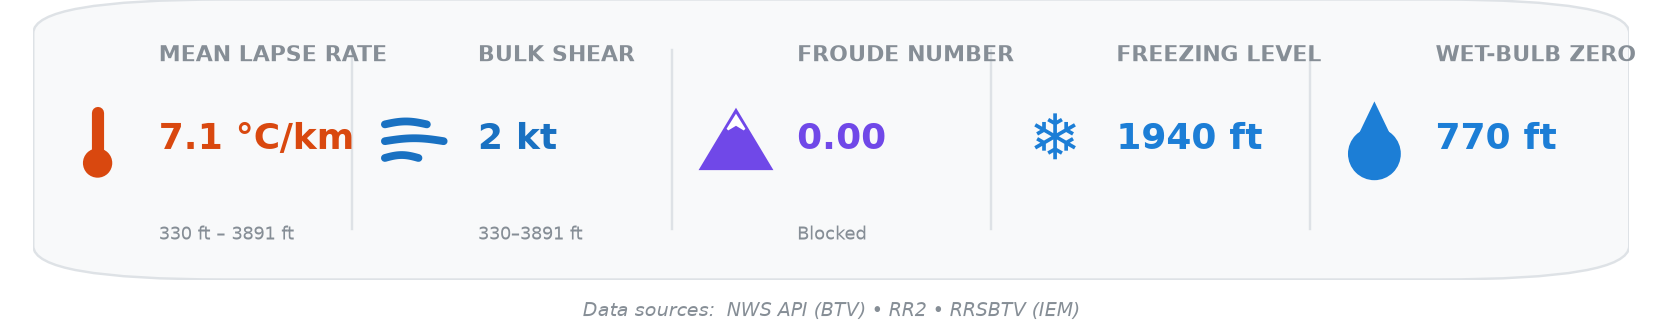 MEAN LAPSE RATE
7.1 °C/km
330 ft – 3891 ft
BULK SHEAR
2 kt
330–3891 ft
FROUDE NUMBER
0.00
Blocked
FREEZING LEVEL
1940 ft
WET-BULB ZERO
770 ft
Data sources: NWS API (BTV) • RR2 • RRSBTV (IEM)